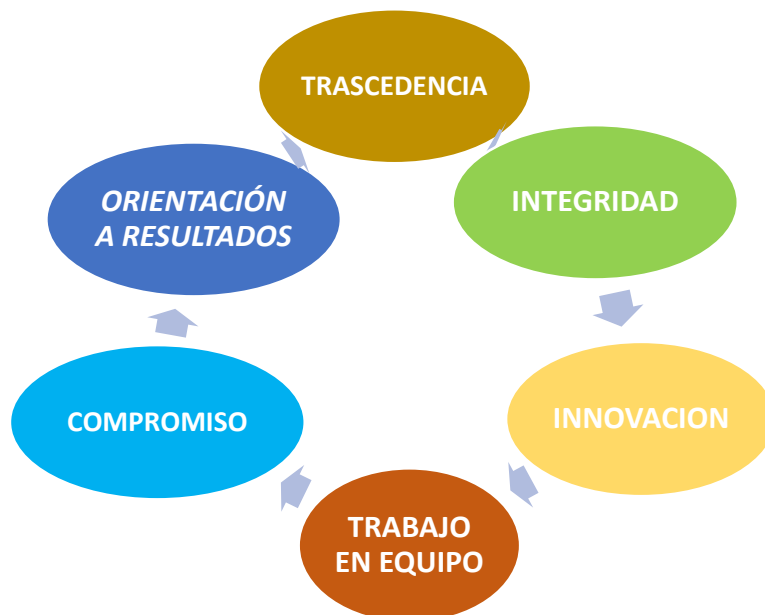 TRASCEDENCIA
INTEGRIDAD
INNOVACION
TRABAJO
EN EQUIPO
COMPROMISO
ORIENTACIÓN
A RESULTADOS